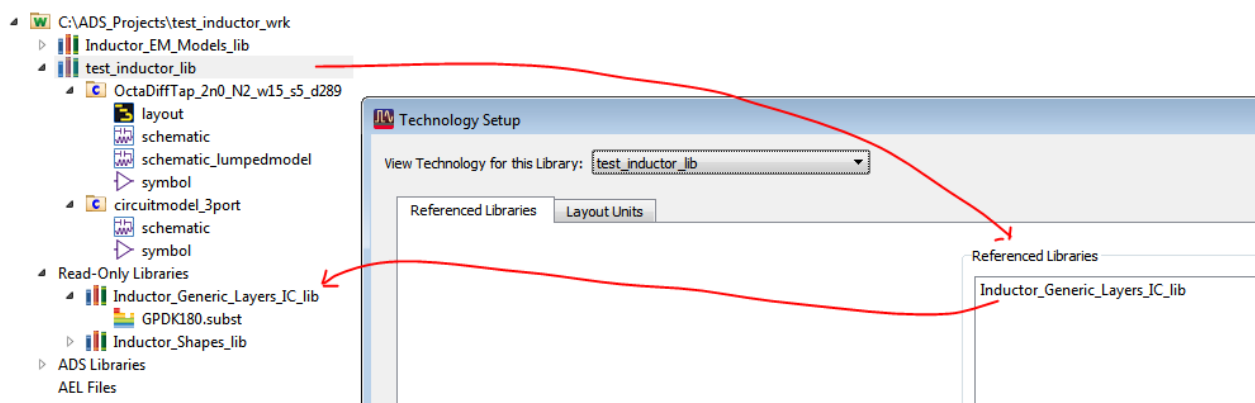 C:\ADS_Projects\test_inductor_wrk
Inductor_EM_Models_lib
test_inductor_lib
OctaDiffTap_2n0_N2_w15_s5_d289
layout
schematic
schematic_lumpedmodel
symbol
circuitmodel_3port
schematic
symbol
Read-Only Libraries
Inductor_Generic_Layers_IC_lib
GPDK180.subst
Inductor_Shapes_lib
ADS Libraries
AEL Files
Technology Setup
View Technology for this Library: test_inductor_lib
Referenced Libraries Layout Units
Referenced Libraries
Inductor_Generic_Layers_IC_lib